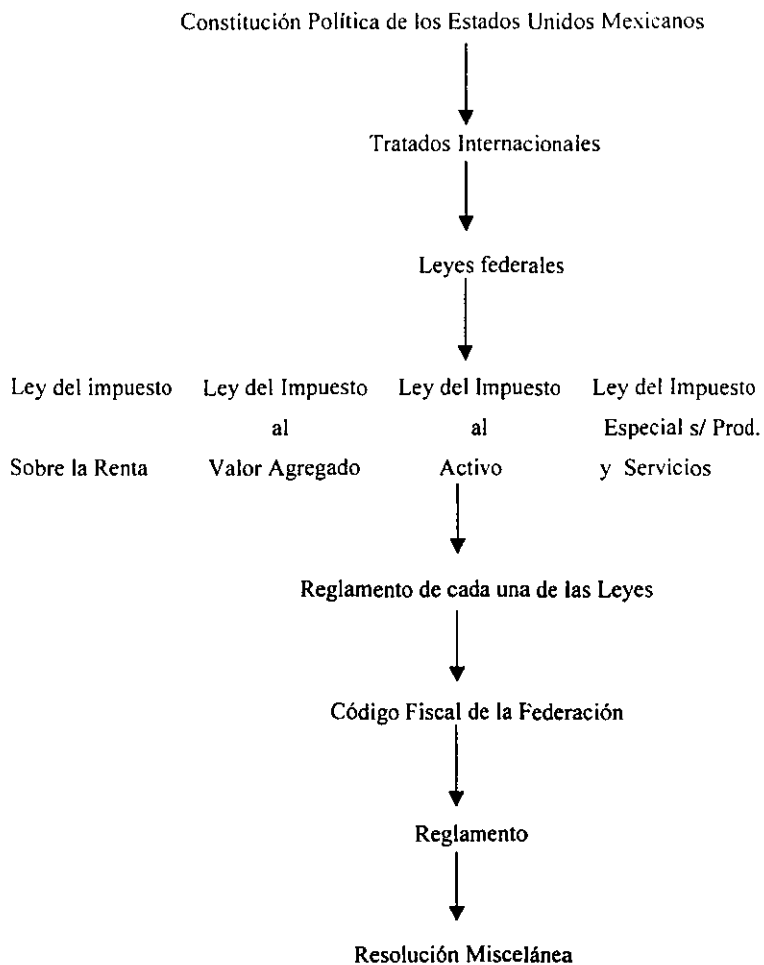 Constitución Política de los Estados Unidos Mexicanos
Tratados Internacionales
Leyes federales
Ley del impuesto Ley del Impuesto Ley del Impuesto Ley del Impuesto
al al Especial s/ Prod.
Sobre la Renta Valor Agregado Activo y Servicios
Reglamento de cada una de las Leyes
Código Fiscal de la Federación
Reglamento
Resolución Miscelánea